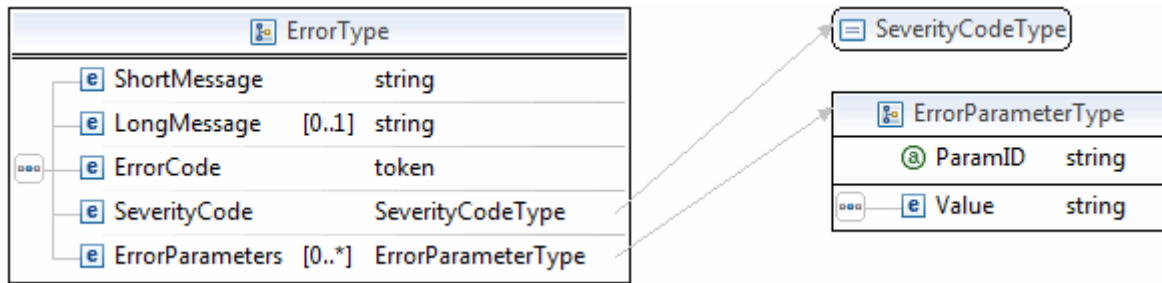 ErrorType
ShortMessage string
LongMessage [0..1] string
ErrorCode token
SeverityCode SeverityCodeType
ErrorParameters [0..*] ErrorParameterType
SeverityCodeType
ErrorParameterType
ParamID string
Value string